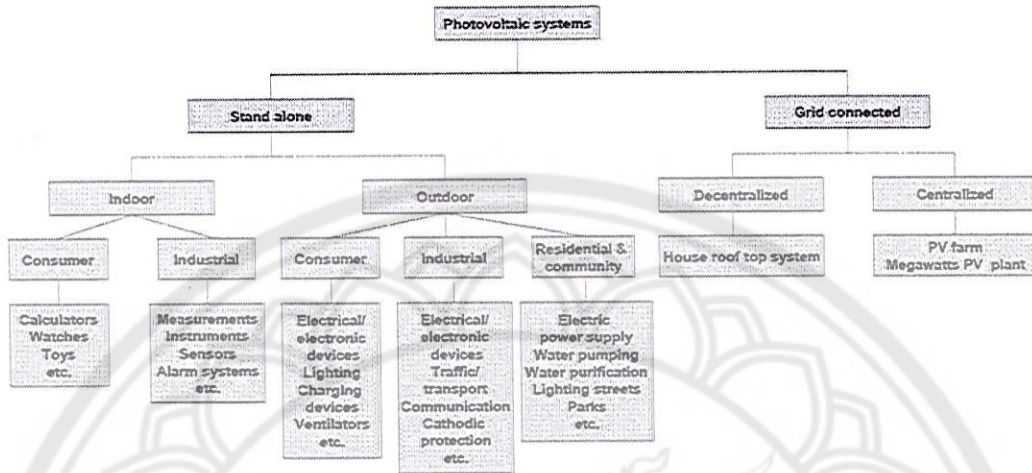 Photovoltaic systems
Stand alone
Grid connected
Indoor
Outdoor
Decentralized
Centralized
Consumer
Industrial
Consumer
Industrial
Residential &
community
House roof top system
PV farm
Megawatts PV plant
Calculators
Watches
Toys
etc.
Measurements
Instruments
Sensors
Alarm systems
etc.
Electrical/
electronic
devices
Lighting
Charging
devices
Ventilators
etc.
Electrical/
electronic
devices
Traffic/
transport
Communication
Cathodic
protection
etc.
Electric
power supply
Water pumping
Water purification
Lighting streets
Parks
etc.